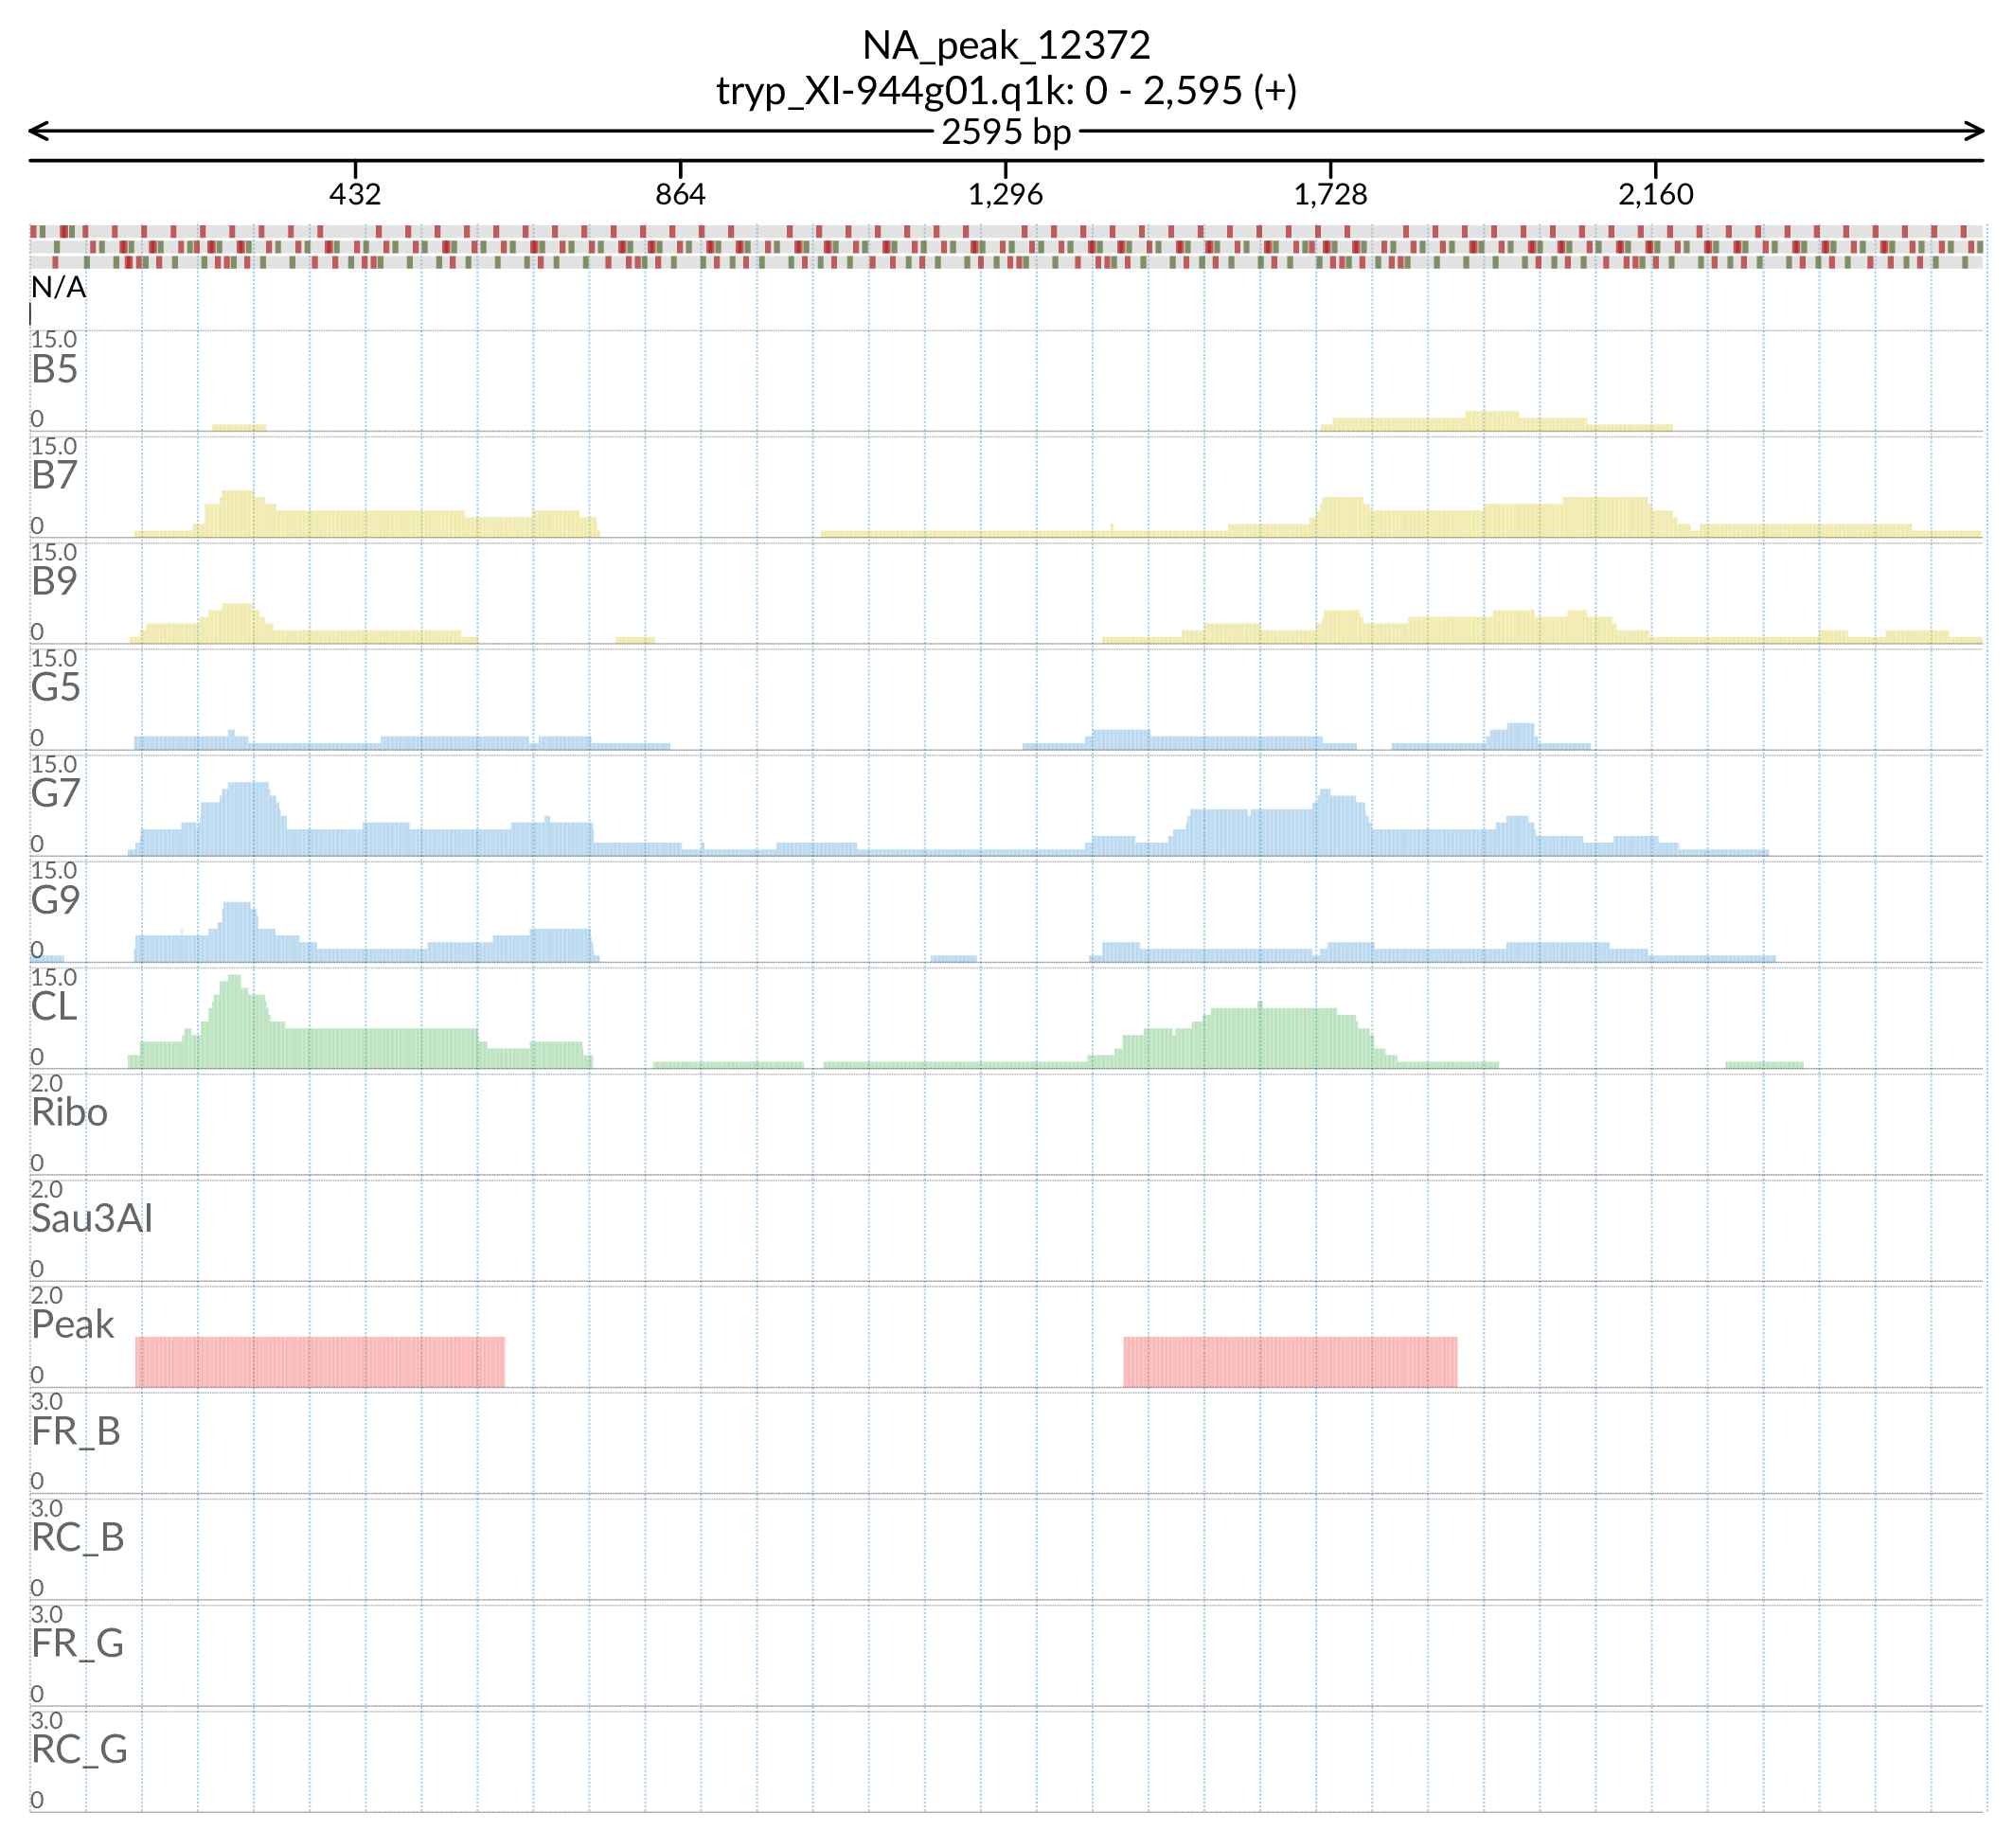 NA_peak_12372
tryp_XI-944g01.q1k: 0 - 2,595 (+)
2595 bp
432 864 1,296 1,728 2,160
N/A
15.0
B5
0
15.0
B7
0
15.0
B9
0
15.0
G5
0
15.0
G7
0
15.0
G9
0
15.0
CL
0
2.0
Ribo
0
2.0
Sau3AI
0
2.0
Peak
0
3.0
FR_B
0
3.0
RC_B
0
3.0
FR_G
0
3.0
RC_G
0